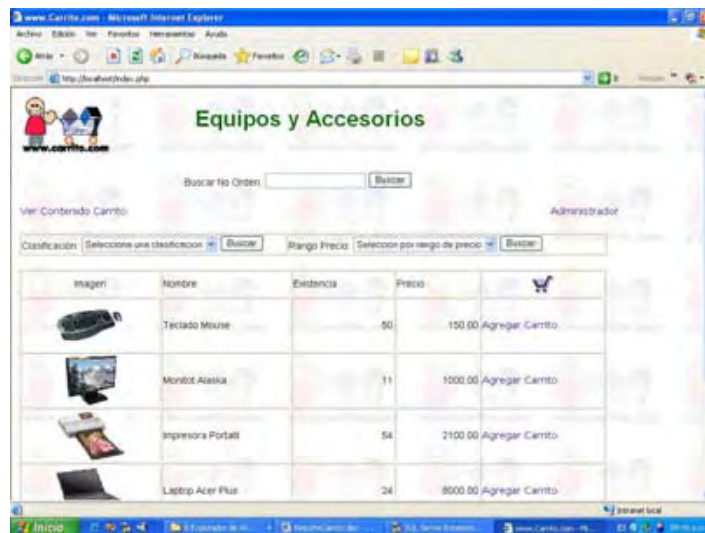 www.Carrito.com - Microsoft Internet Explorer
Archivo Edición Ver Favoritos Herramientas Ayuda
Atrás Búsqueda Favoritos
Dirección http://localhost/index.php Ir
www.carrito.com
Equipos y Accesorios
Buscar No Orden: Buscar
Ver Contenido Carrito
Administrador
Clasificación: Selecciona una clasificacion Buscar Rango Precio: Seleccion por rango de precio Buscar
Imagen Nombre Existencia Precio
Teclado Mouse 50 150.00 Agregar Carrito
Monitor Alaska 11 1000.00 Agregar Carrito
Impresora Portatil 54 2100.00 Agregar Carrito
Laptop Acer Plus 24 8000.00 Agregar Carrito
Intranet local
Inicio